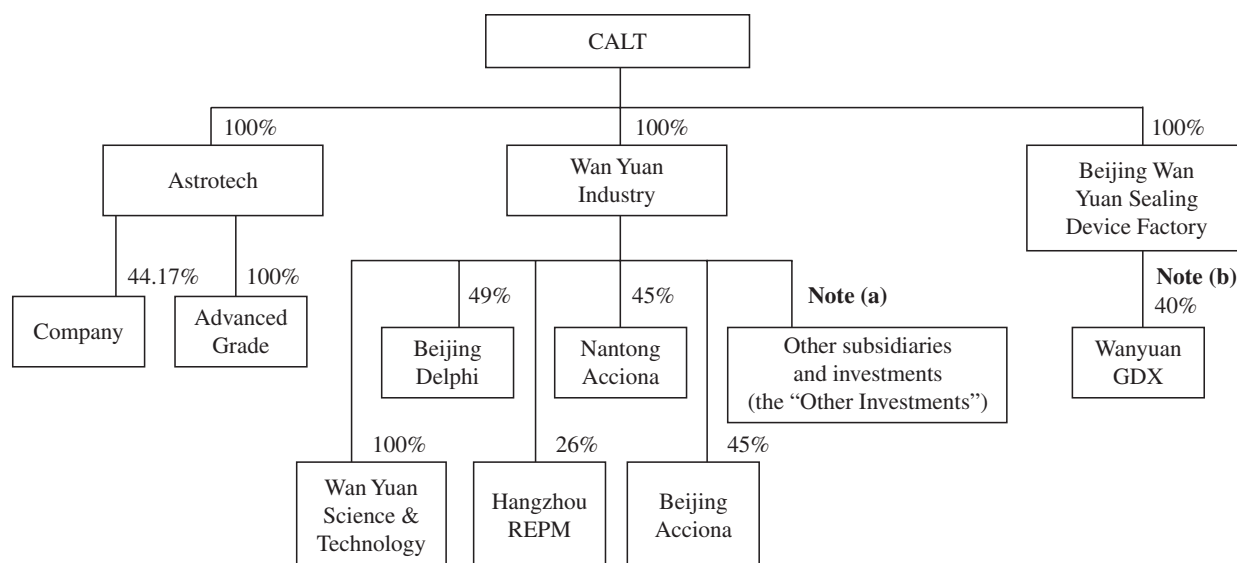 CALT
100%
100%
100%
Astrotech
Wan Yuan
Industry
Beijing Wan
Yuan Sealing
Device Factory
44.17%
100%
49%
45%
Note (a)
Note (b)
40%
Company
Advanced
Grade
Beijing
Delphi
Nantong
Acciona
Other subsidiaries
and investments
(the “Other Investments”)
Wanyuan
GDX
100%
26%
45%
Wan Yuan
Science &
Technology
Hangzhou
REPM
Beijing
Acciona